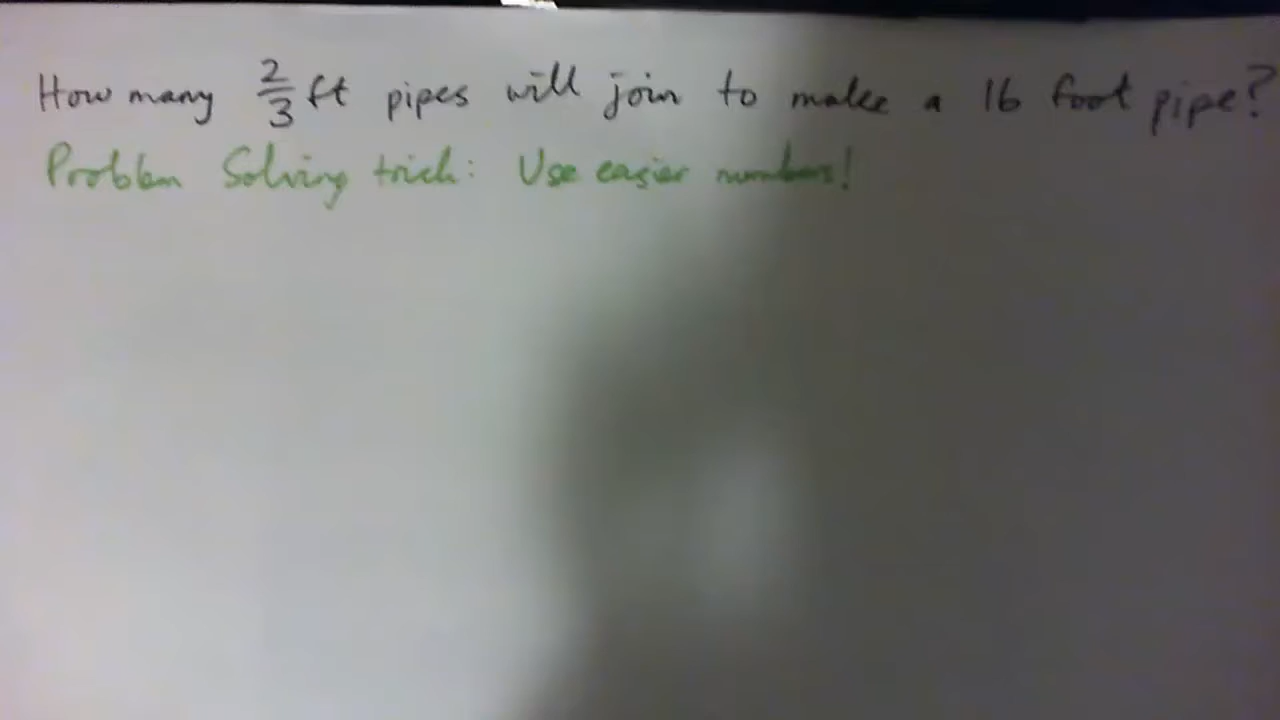 How many 2/3 ft pipes will join to make a 16 foot pipe?
Problem Solving trick: Use easier numbers!